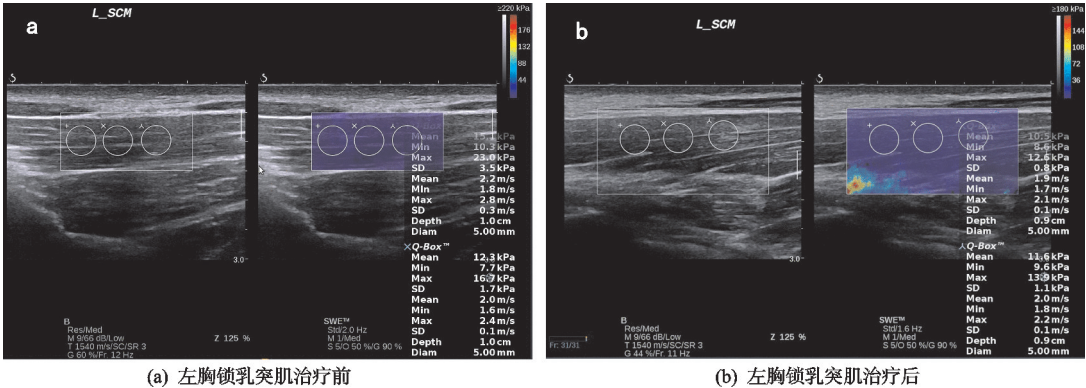 a
L_SCM
≥220 kPa
176
132
88
44
Q-Box
Mean 15.1 kPa
Min 10.3 kPa
Max 23.0 kPa
SD 3.5 kPa
Mean 2.2 m/s
Min 1.8 m/s
Max 2.8 m/s
SD 0.3 m/s
Depth 1.0 cm
Diam 5.00 mm
Q-Box™
Mean 12.3 kPa
Min 7.7 kPa
Max 16.7 kPa
SD 1.7 kPa
Mean 2.0 m/s
Min 1.6 m/s
Max 2.4 m/s
SD 0.1 m/s
Depth 1.0 cm
Diam 5.00 mm
3.0
B
Res/Med
M 9/66 dB/Low
T 1540 m/s/SC/SR 3
G 60 %/Fr. 12 Hz
Z 125 %
SWE™
Std/2.0 Hz
M 1/Med
S 5/O 50 %/G 90 %
(a) 左胸锁乳突肌治疗前
b
L_SCM
≥180 kPa
144
108
72
36
Q-Box
Mean 10.5 kPa
Min 8.6 kPa
Max 12.6 kPa
SD 0.8 kPa
Mean 1.9 m/s
Min 1.7 m/s
Max 2.1 m/s
SD 0.1 m/s
Depth 0.9 cm
Diam 5.00 mm
Q-Box™
Mean 11.6 kPa
Min 9.6 kPa
Max 13.9 kPa
SD 1.1 kPa
Mean 2.0 m/s
Min 1.8 m/s
Max 2.2 m/s
SD 0.1 m/s
Depth 0.9 cm
Diam 5.00 mm
3.0
Fr: 31/31
B
Res/Med
M 9/66 dB/Low
T 1540 m/s/SC/SR 3
G 44 %/Fr. 11 Hz
Z 125 %
SWE™
Std/1.6 Hz
M 1/Med
S 5/O 50 %/G 90 %
(b) 左胸锁乳突肌治疗后